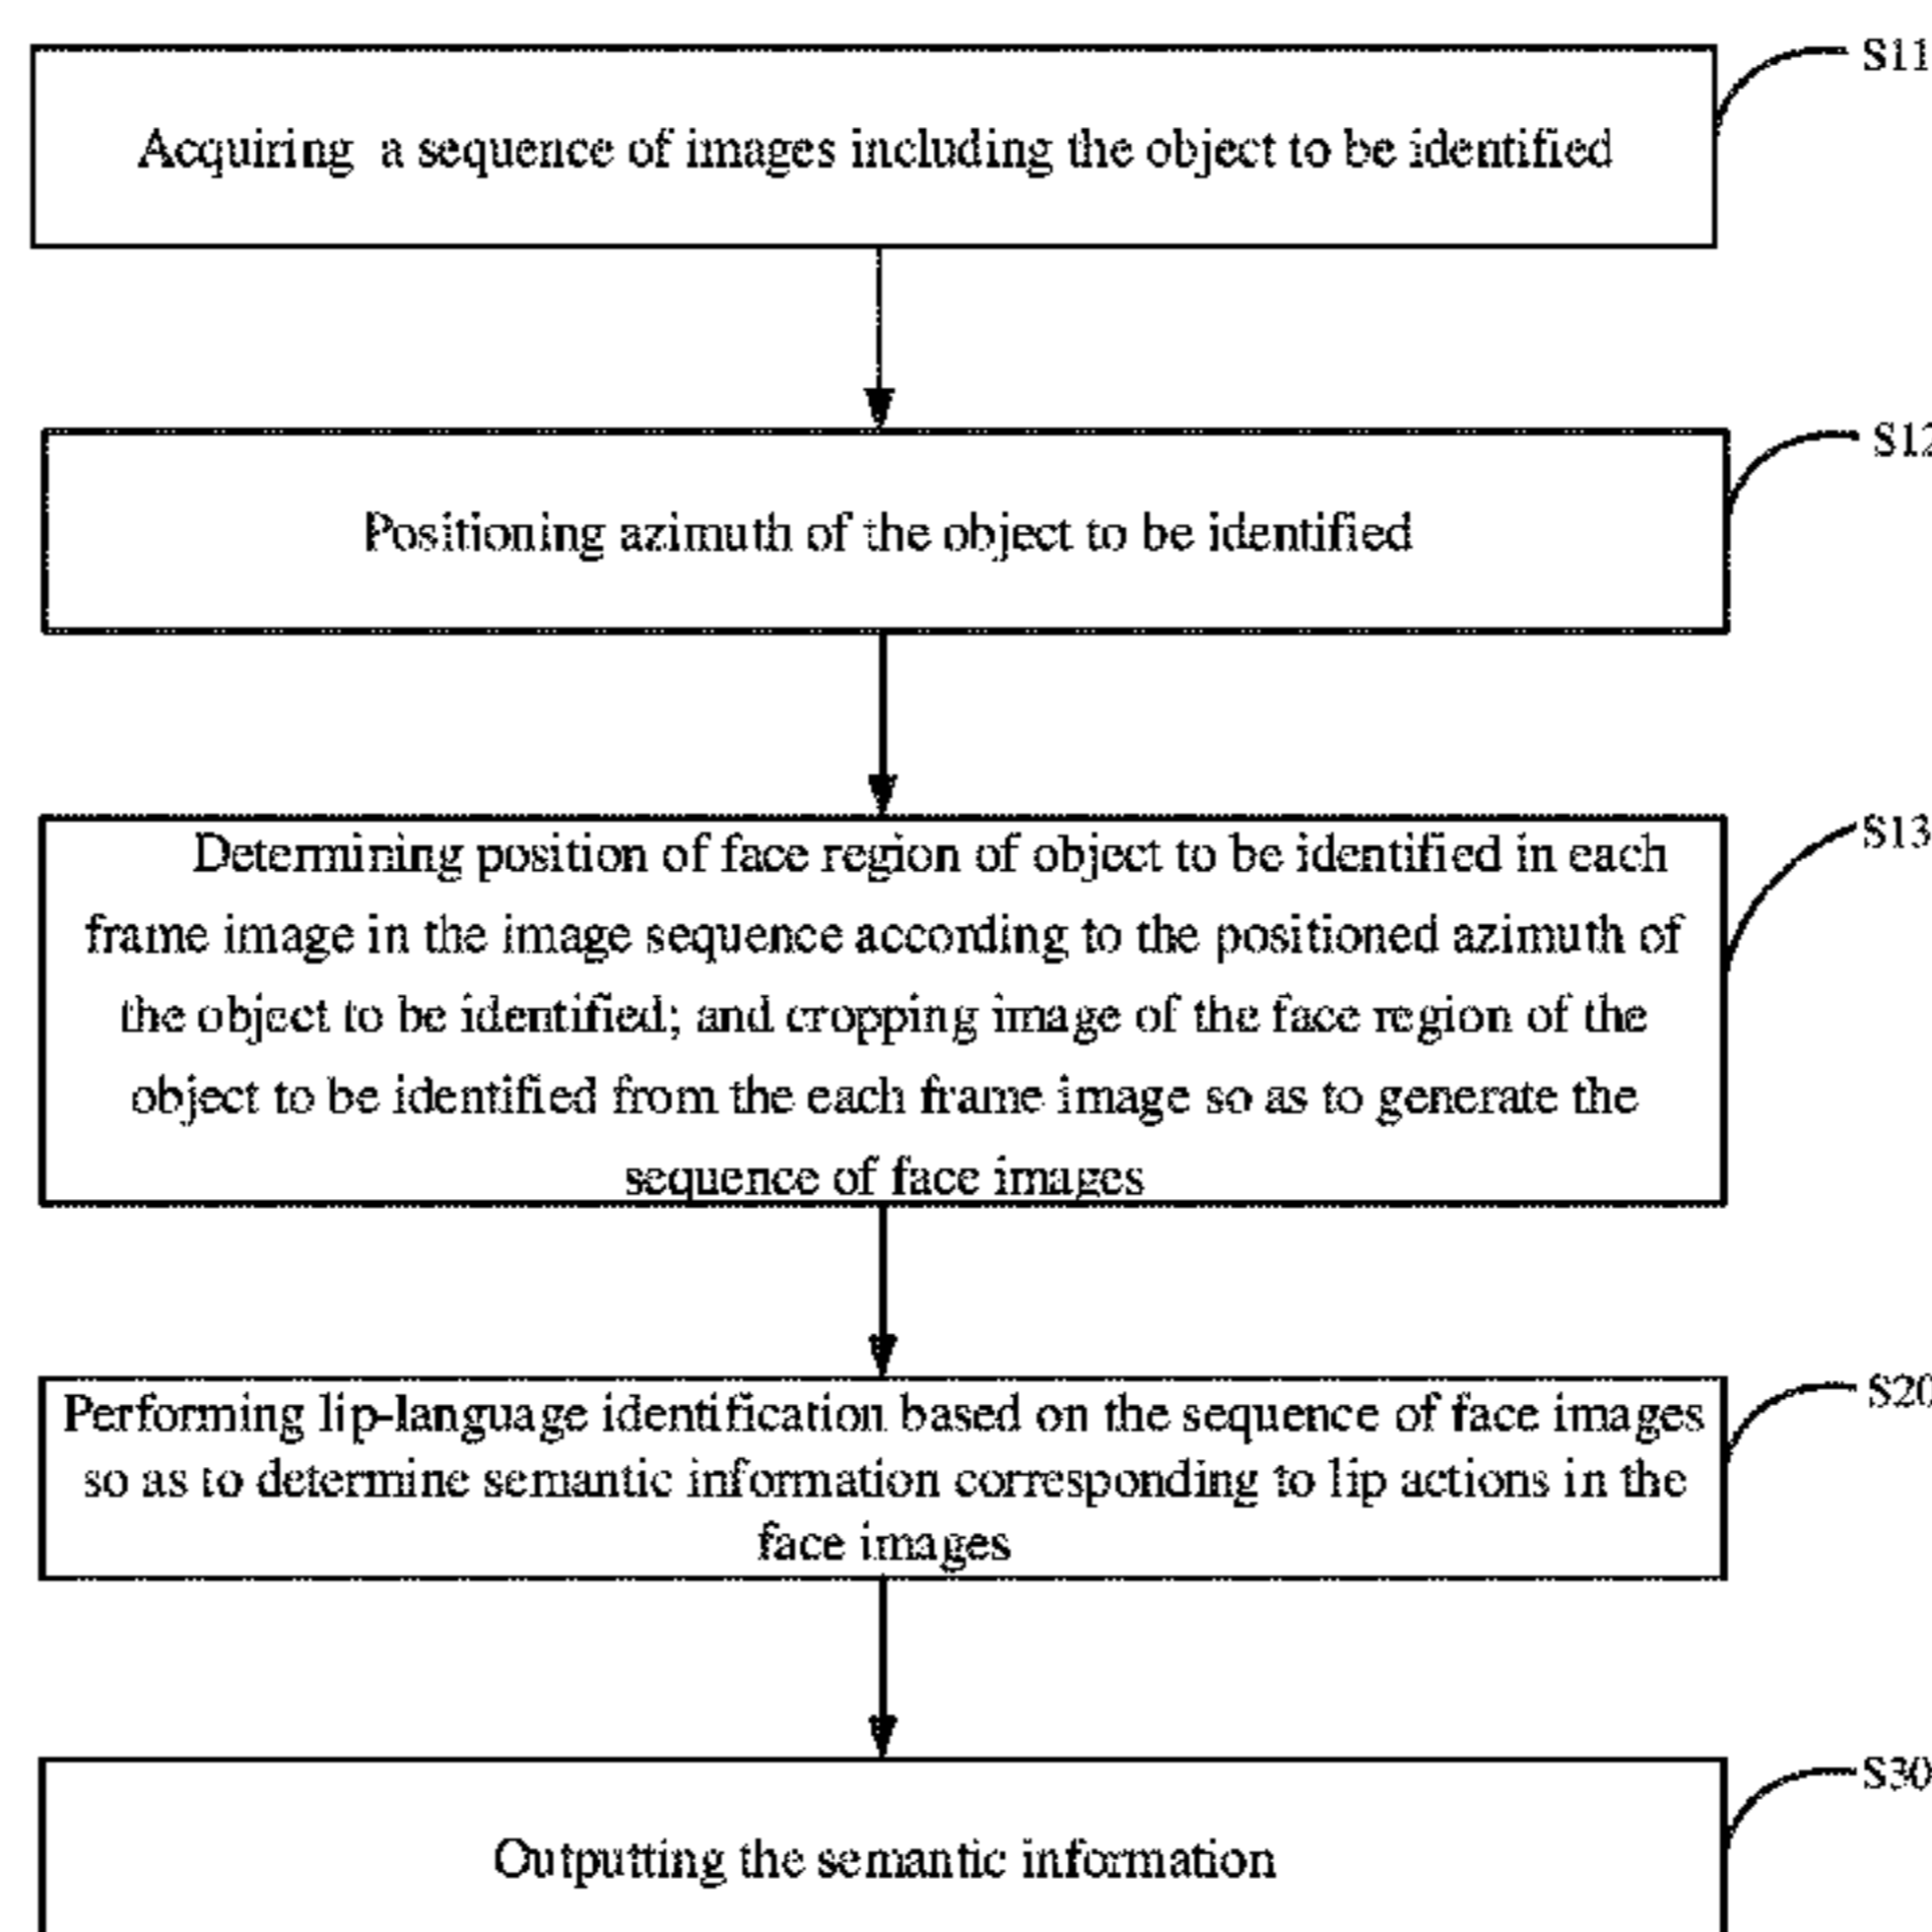 S11
Acquiring a sequence of images including the object to be identified
S12
Positioning azimuth of the object to be identified
S13
Determining position of face region of object to be identified in each
frame image in the image sequence according to the positioned azimuth of
the object to be identified; and cropping image of the face region of the
object to be identified from the each frame image so as to generate the
sequence of face images
S20
Performing lip-language identification based on the sequence of face images
so as to determine semantic information corresponding to lip actions in the
face images
S30
Outputting the semantic information